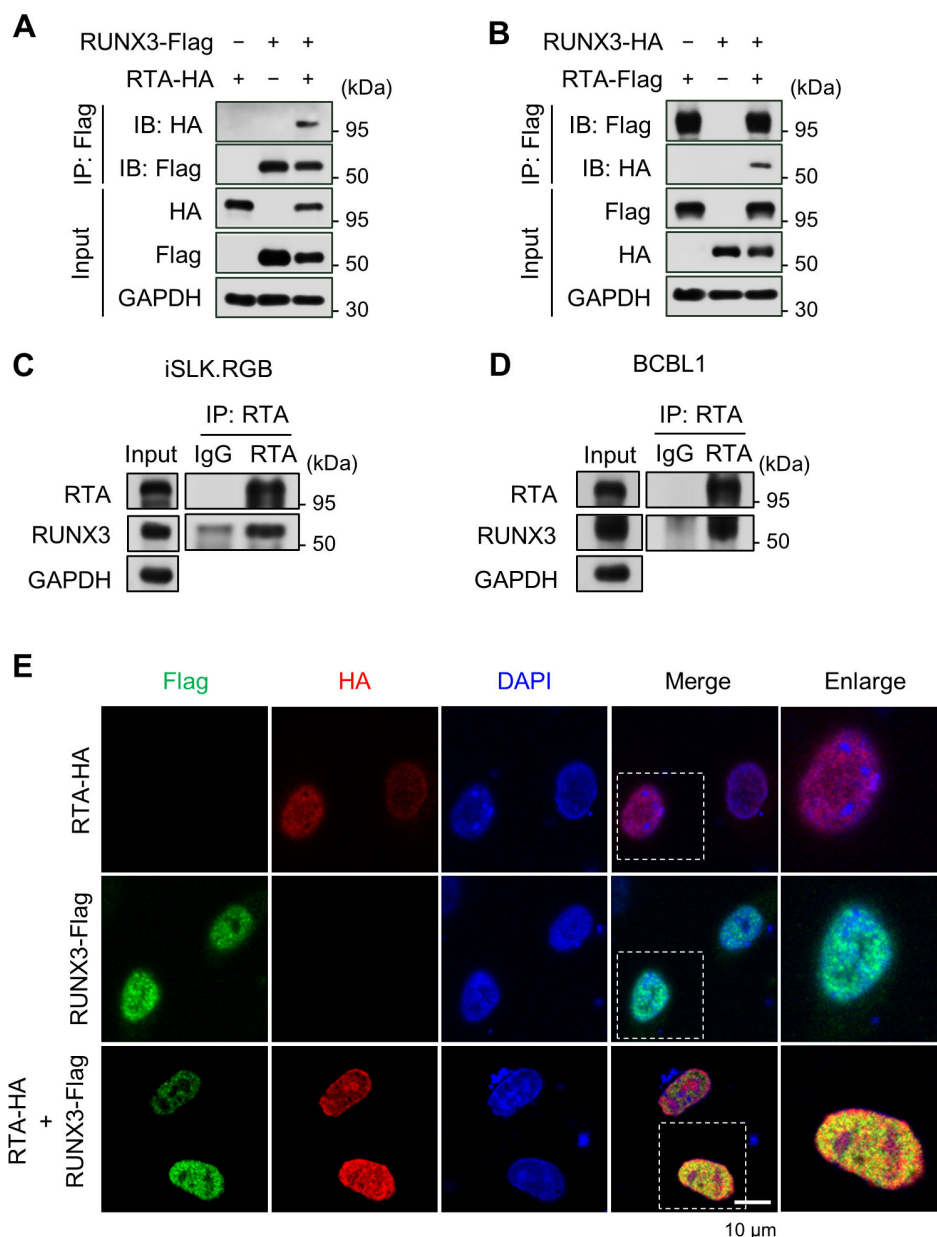 A
RUNX3-Flag – + +
RTA-HA + – +
(kDa)
IP: Flag
IB: HA
- 95
IB: Flag
- 50
Input
HA
- 95
Flag
- 50
GAPDH
- 30
B
RUNX3-HA – + +
RTA-Flag + – +
(kDa)
IP: Flag
IB: Flag
- 95
IB: HA
- 50
Input
Flag
- 95
HA
- 50
GAPDH
- 30
C
iSLK.RGB
IP: RTA
Input IgG RTA (kDa)
RTA
- 95
RUNX3
- 50
GAPDH
D
BCBL1
IP: RTA
Input IgG RTA (kDa)
RTA
- 95
RUNX3
- 50
GAPDH
E
Flag HA DAPI Merge Enlarge
RTA-HA
RUNX3-Flag
RTA-HA
+
RUNX3-Flag
10 μm